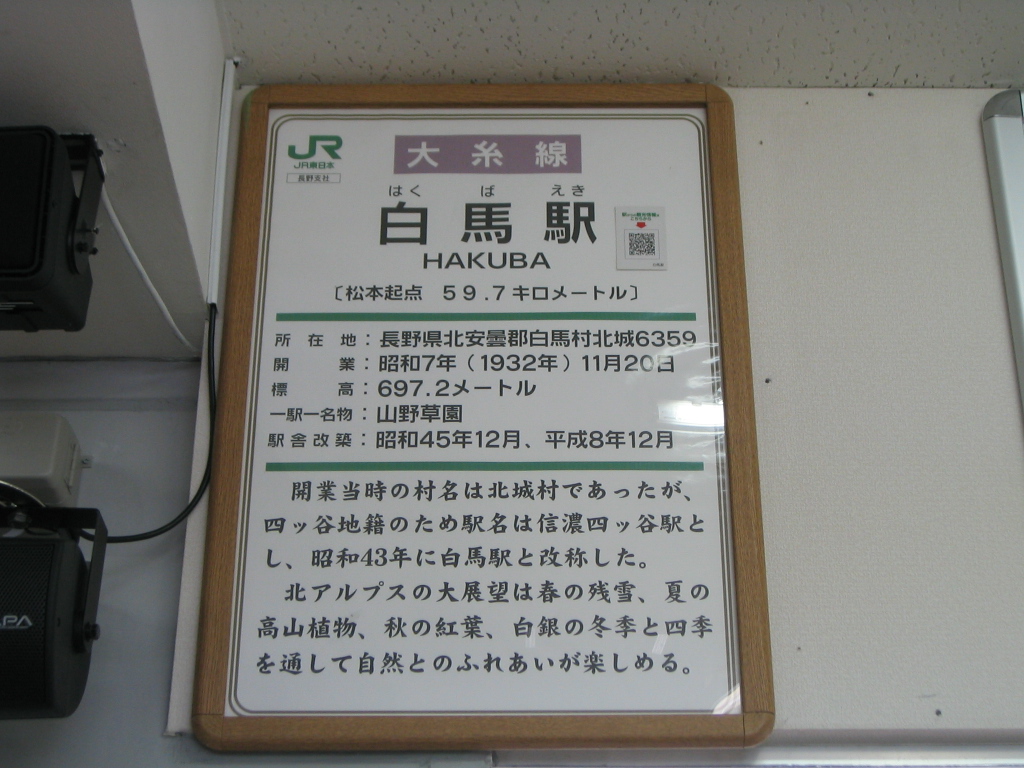 JR
JR東日本
長野支社
大糸線
はくばえき
白馬駅
HAKUBA
〔松本起点 59.7キロメートル〕
所在地：長野県北安曇郡白馬村北城6359
開業：昭和7年（1932年）11月20日
標高：697.2メートル
一駅一名物：山野草園
駅舎改築：昭和45年12月、平成8年12月
開業当時の村名は北城村であったが、
四ッ谷地籍のため駅名は信濃四ッ谷駅と
し、昭和43年に白馬駅と改称した。
北アルプスの大展望は春の残雪、夏の
高山植物、秋の紅葉、白銀の冬季と四季
を通して自然とのふれあいが楽しめる。
APA